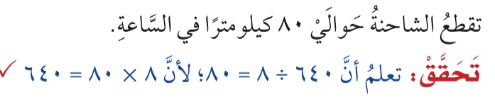 تقطعُ الشاحنةُ حَوالَيْ ٨٠ كيلومترًا في السَّاعةِ.
تَحَقَّقْ: تعلمُ أنَّ ٦٤٠ ÷ ٨ = ٨٠؛ لأنَّ ٨ × ٨٠ = ٦٤٠ ✓